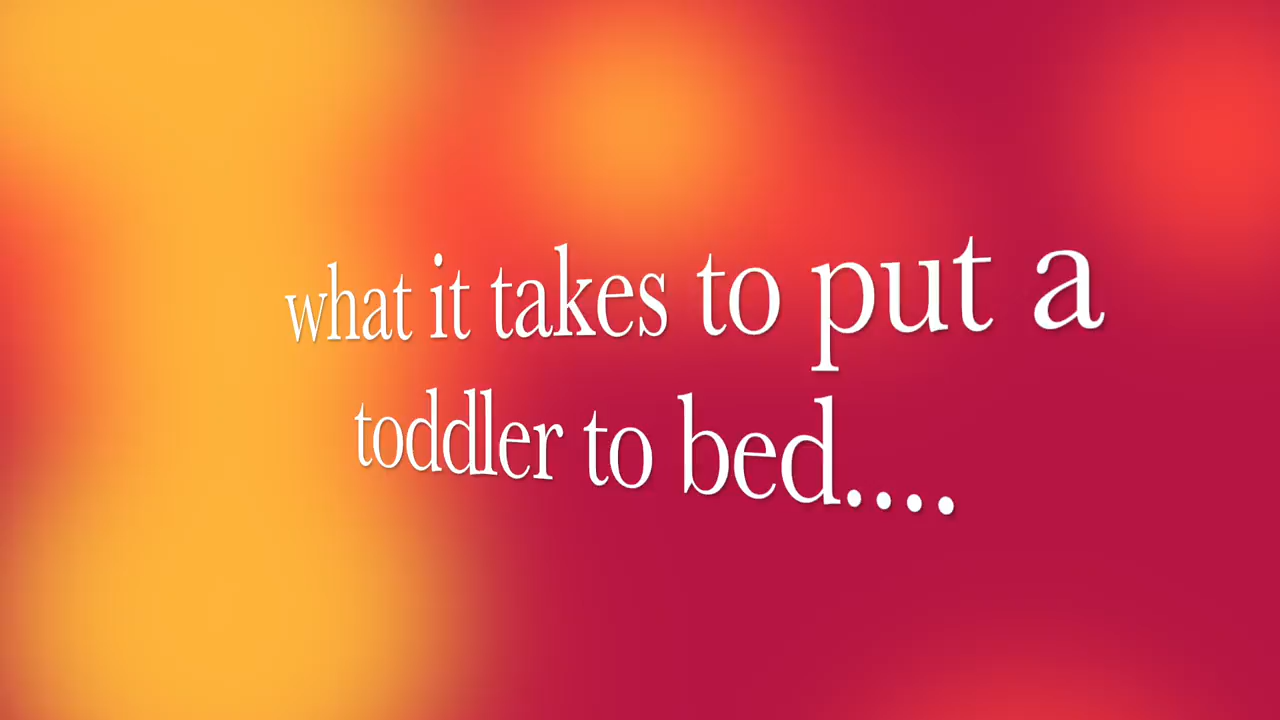 what it takes to put a
toddler to bed....